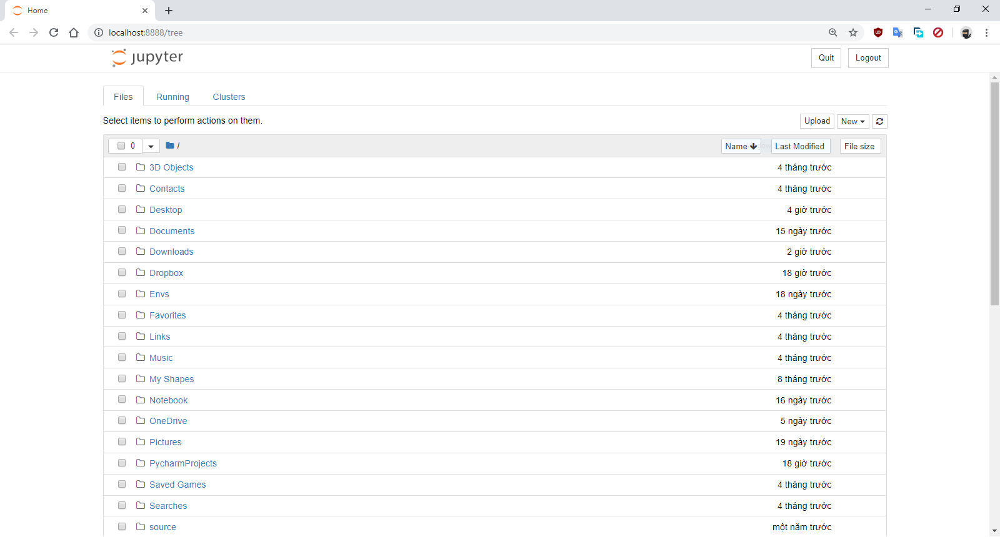 Home
localhost:8888/tree
jupyter
Quit Logout
Files Running Clusters
Select items to perform actions on them.
Upload New
0 / Name Last Modified File size
3D Objects 4 tháng trước
Contacts 4 tháng trước
Desktop 4 giờ trước
Documents 15 ngày trước
Downloads 2 giờ trước
Dropbox 18 giờ trước
Envs 18 ngày trước
Favorites 4 tháng trước
Links 4 tháng trước
Music 4 tháng trước
My Shapes 8 tháng trước
Notebook 16 ngày trước
OneDrive 5 ngày trước
Pictures 19 ngày trước
PycharmProjects 18 giờ trước
Saved Games 4 tháng trước
Searches 4 tháng trước
source một năm trước